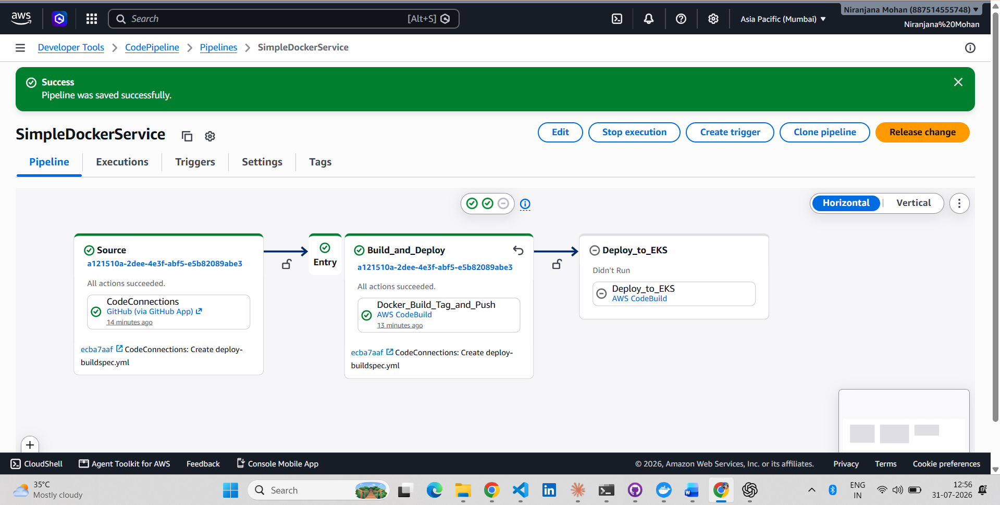 aws
Search
[Alt+S]
Asia Pacific (Mumbai)
Niranjana Mohan (887514555748)
Niranjana%20Mohan
Developer Tools
CodePipeline
Pipelines
SimpleDockerService
Success
Pipeline was saved successfully.
SimpleDockerService
Edit
Stop execution
Create trigger
Clone pipeline
Release change
Pipeline
Executions
Triggers
Settings
Tags
Horizontal
Vertical
Source
a121510a-2dee-4e3f-abf5-e5b82089abe3
All actions succeeded.
CodeConnections
GitHub (via GitHub App)
14 minutes ago
ecba7aaf CodeConnections: Create deploy-
buildspec.yml
Entry
Build_and_Deploy
a121510a-2dee-4e3f-abf5-e5b82089abe3
All actions succeeded.
Docker_Build_Tag_and_Push
AWS CodeBuild
13 minutes ago
ecba7aaf CodeConnections: Create deploy-
buildspec.yml
Deploy_to_EKS
Didn't Run
Deploy_to_EKS
AWS CodeBuild
CloudShell
Agent Toolkit for AWS
Feedback
Console Mobile App
© 2026, Amazon Web Services, Inc. or its affiliates.
Privacy
Terms
Cookie preferences
35°C
Mostly cloudy
Search
ENG
IN
12:56
31-07-2026